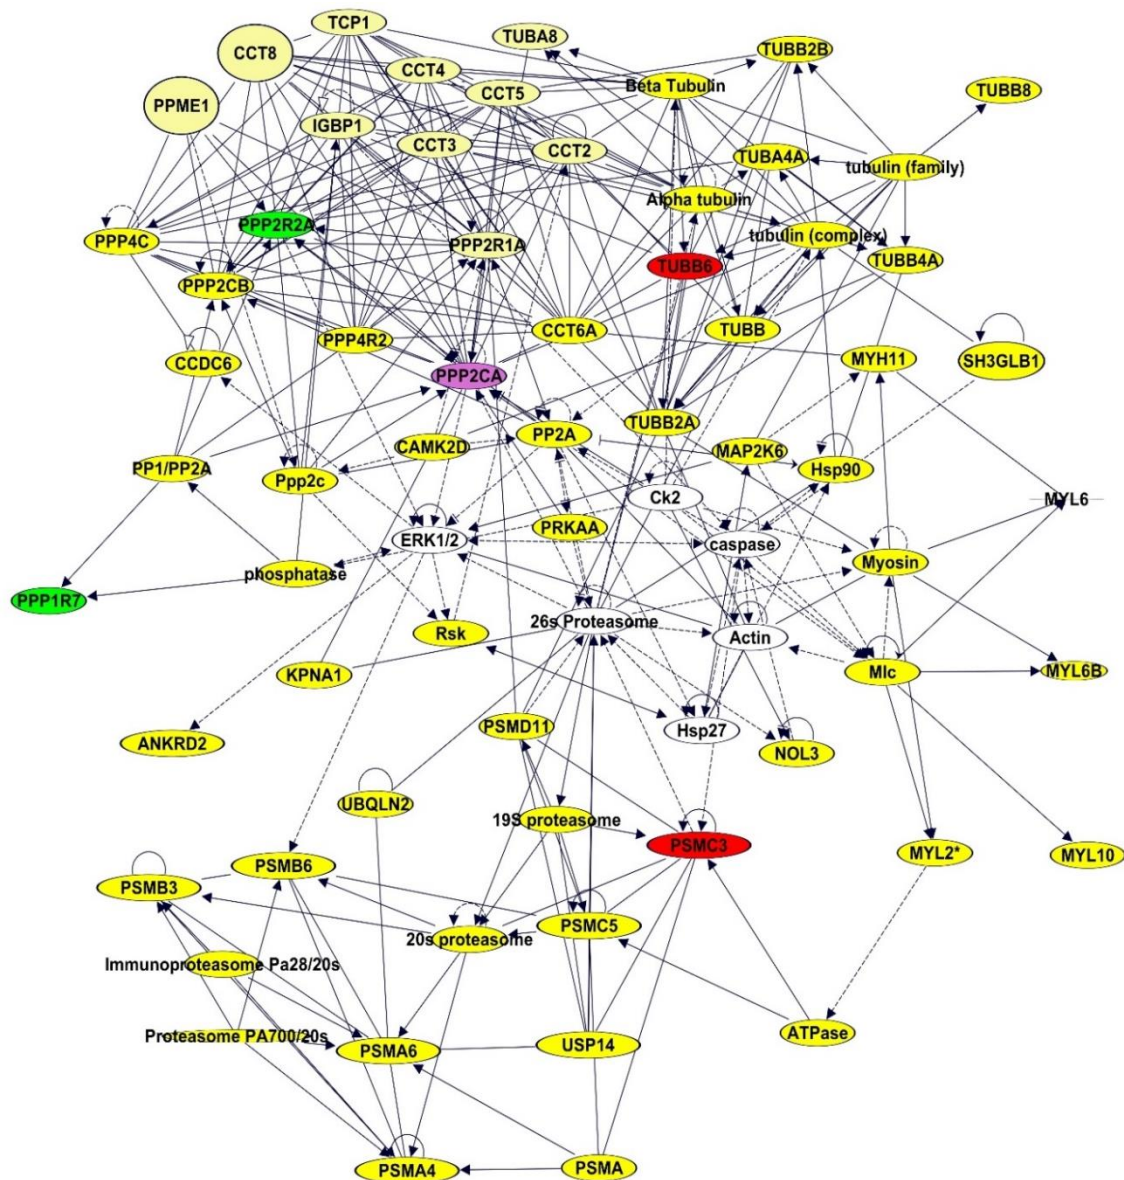 TCP1
TUBA8
CCT8
TUBB2B
CCT4
Beta Tubulin
TUBB8
CCT5
PPME1
IGBP1
CCT3
CCT2
TUBA4A
tubulin (family)
Alpha tubulin
PPP2R2A
PPP4C
PPP2R1A
tubulin (complex)
TUBB4A
TUBB6
PPP2CB
PPP4R2
CCT6A
TUBB
MYH11
SH3GLB1
CCDC6
PPP2CA
TUBB2A
PP2A
CAMK2D
MAP2K6
PP1/PP2A
Ppp2c
Hsp90
Ck2
MYL6
PRKAA
ERK1/2
caspase
Myosin
phosphatase
PPP1R7
26s Proteasome
Rsk
Actin
KPNA1
Mlc
MYL6B
PSMD11
Hsp27
ANKRD2
NOL3
UBQLN2
19S proteasome
PSMC3
MYL2*
MYL10
PSMB6
PSMB3
PSMC5
20s proteasome
Immunoproteasome Pa28/20s
Proteasome PA700/20s
ATPase
PSMA6
USP14
PSMA4
PSMA